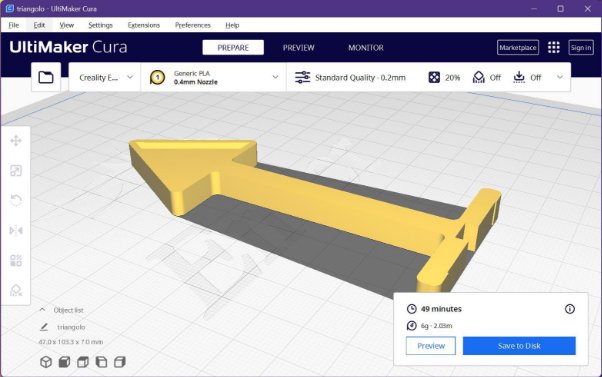 triangolo - UltiMaker Cura
File Edit View Settings Extensions Preferences Help
UltiMaker Cura PREPARE PREVIEW MONITOR Marketplace Sign in
Creality E... 1 Generic PLA
0.4mm Nozzle
Standard Quality - 0.2mm 20% Off Off
Object list
triangolo
47.0 x 103.3 x 7.0 mm
49 minutes
6g · 2.03m
Preview Save to Disk